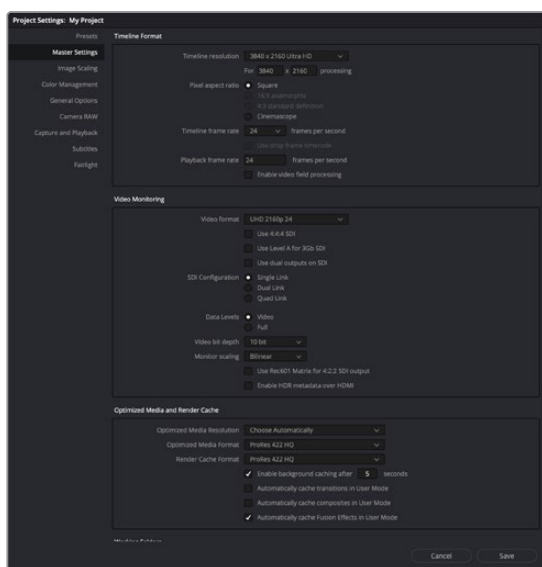 Project Settings: My Project
Presets
Master Settings
Image Scaling
Color Management
General Options
Camera RAW
Capture and Playback
Subtitles
Fairlight
Timeline Format
Timeline resolution 3840 x 2160 Ultra HD
For 3840 x 2160 processing
Pixel aspect ratio Square
16:9 anamorphic
4:3 standard definition
Cinemascope
Timeline frame rate 24 frames per second
Use drop frame timecode
Playback frame rate 24 frames per second
Enable video field processing
Video Monitoring
Video format UHD 2160p 24
Use 4:4:4 SDI
Use Level A for 3Gb SDI
Use dual outputs on SDI
SDI Configuration Single Link
Dual Link
Quad Link
Data Levels Video
Full
Video bit depth 10 bit
Monitor scaling Bilinear
Use Rec601 Matrix for 4:2:2 SDI output
Enable HDR metadata over HDMI
Optimized Media and Render Cache
Optimized Media Resolution Choose Automatically
Optimized Media Format ProRes 422 HQ
Render Cache Format ProRes 422 HQ
Enable background caching after 5 seconds
Automatically cache transitions in User Mode
Automatically cache composites in User Mode
Automatically cache Fusion Effects in User Mode
Cancel Save